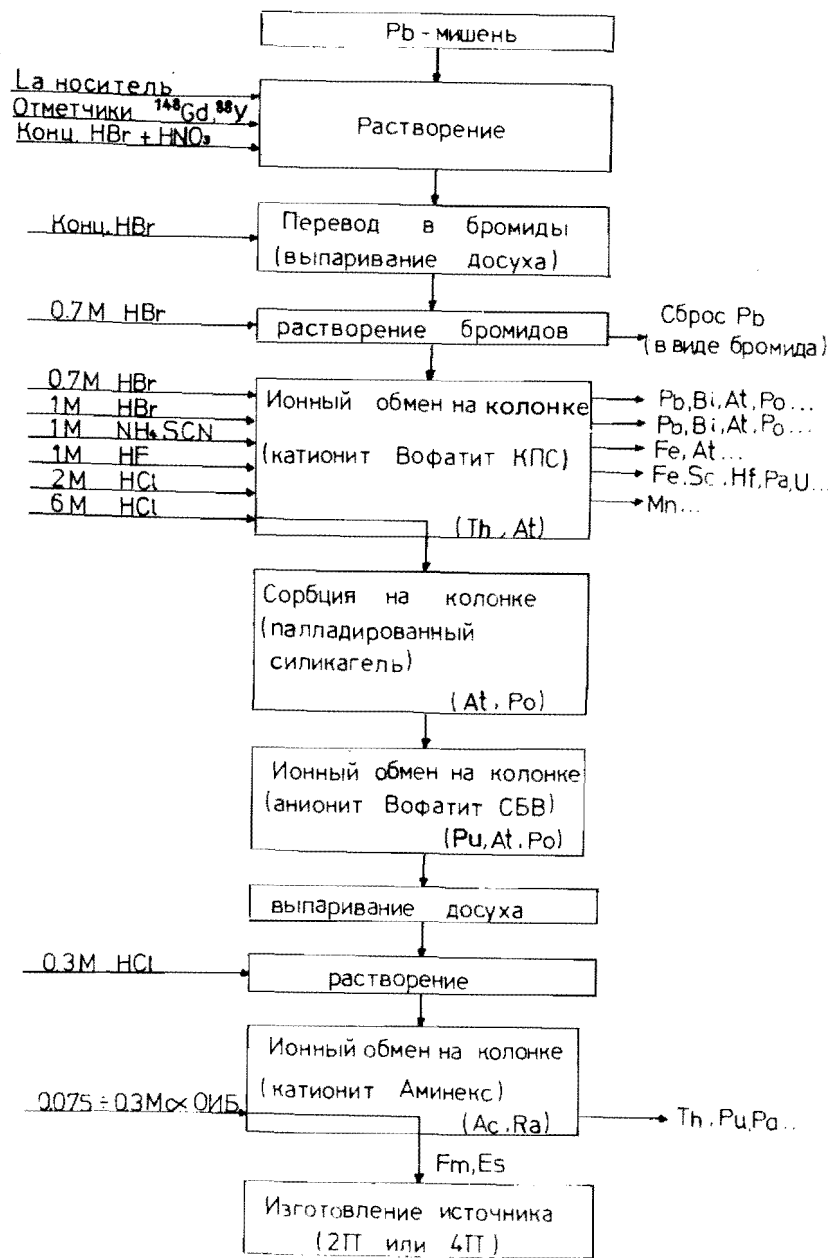 Pb - мишень
La носитель
Отметчики ¹⁴⁸Gd, ⁸⁸Y
Конц. HBr + HNO₃
Растворение
Конц. HBr
Перевод в бромиды
(выпаривание досуха)
0.7M HBr
растворение бромидов
Сброс Pb
(в виде бромида)
0.7M HBr
1M HBr
1M NH₄SCN
1M HF
2M HCl
6M HCl
Ионный обмен на колонке
(катионит Вофатит КПС)
(Th, At)
Pb, Bi, At, Po...
Pb, Bi, At, Po...
Fe, At...
Fe, Sc, Hf, Pa, U...
Mn...
Сорбция на колонке
(палладированный
силикагель)
(At, Po)
Ионный обмен на колонке
(анионит Вофатит СБВ)
(Pu, At, Po)
выпаривание досуха
0.3M HCl
растворение
Ионный обмен на колонке
(катионит Аминекс)
(Ac, Ra)
0.075 ÷ 0.3M α ОИБ
Th, Pu, Pa...
Fm, Es
Изготовление источника
(2П или 4П)